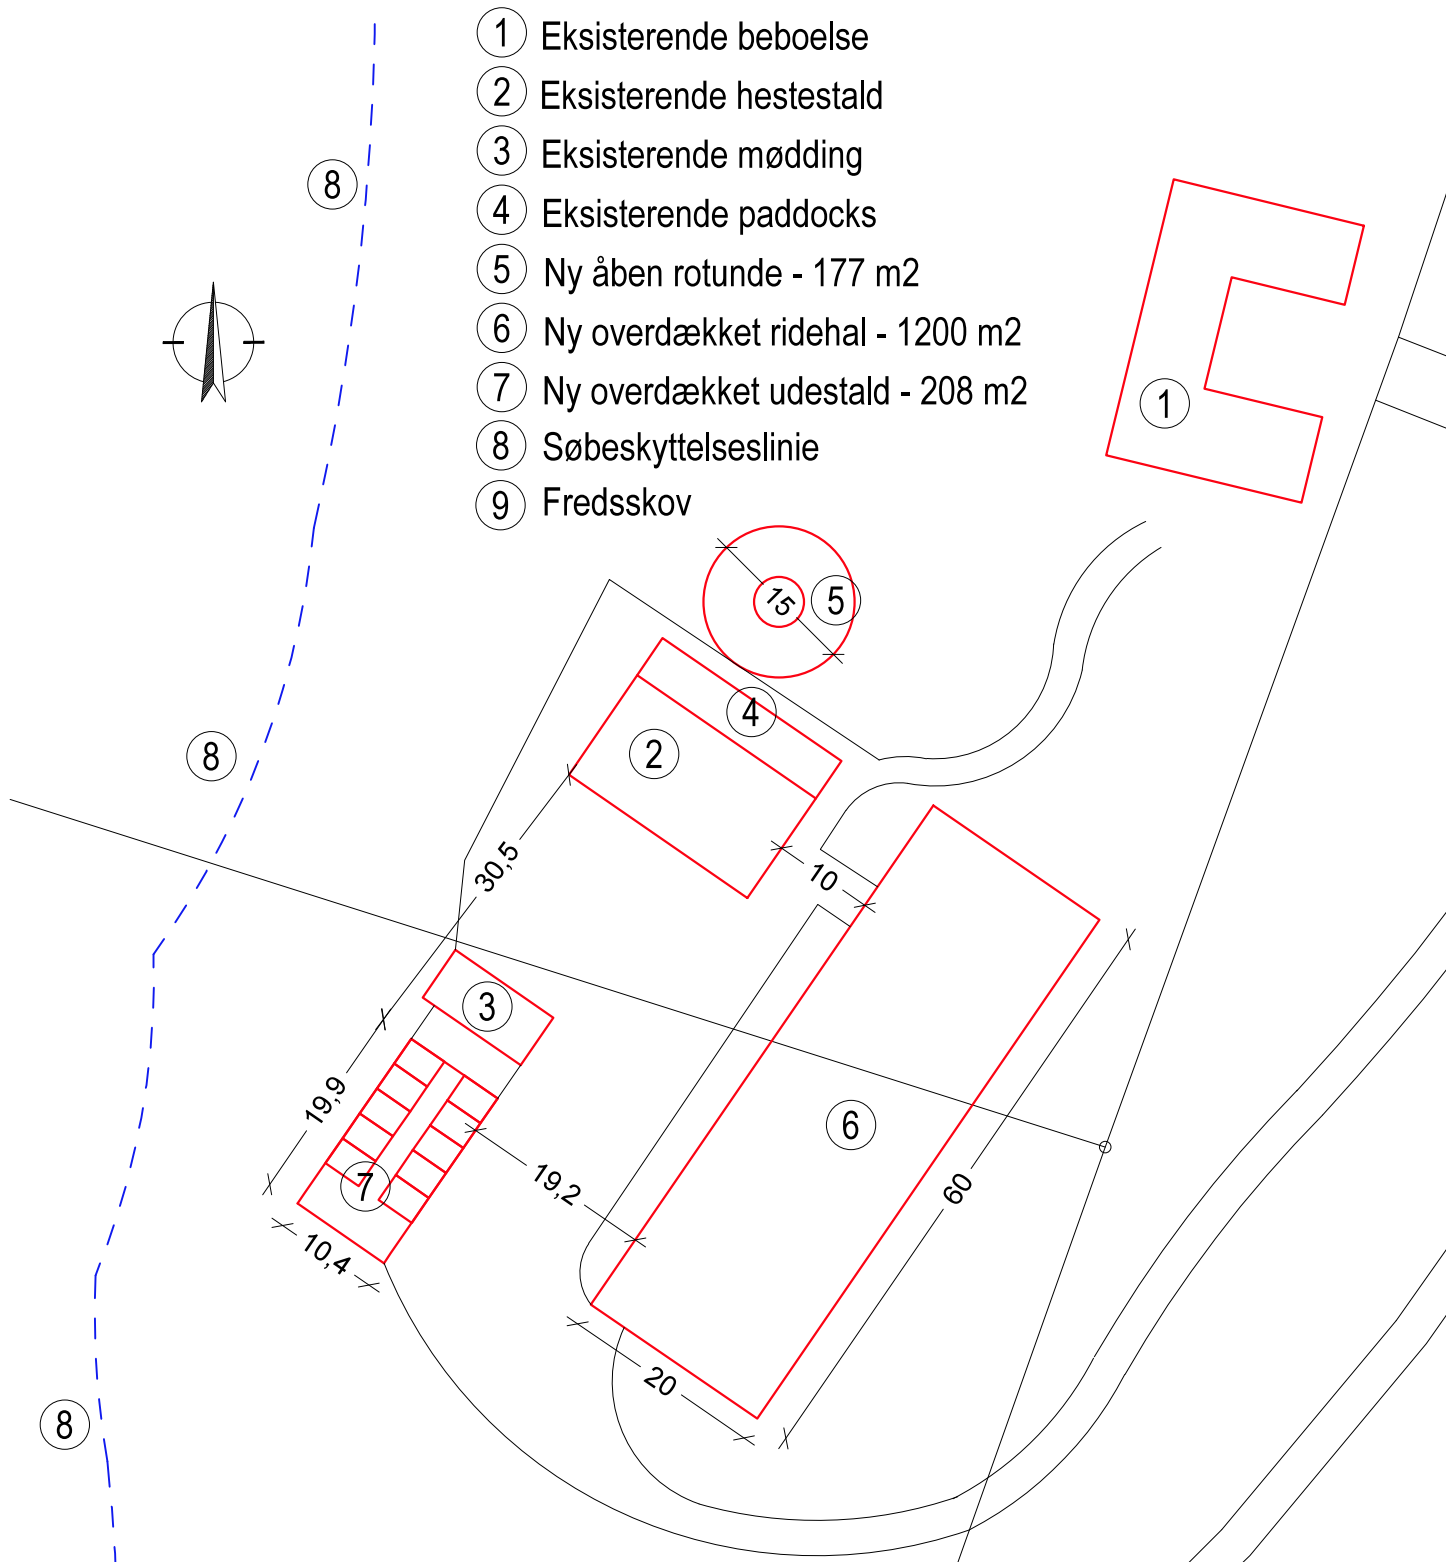 1 Eksisterende beboelse
2 Eksisterende hestestald
3 Eksisterende mødding
4 Eksisterende paddocks
5 Ny åben rotunde - 177 m2
6 Ny overdækket ridehal - 1200 m2
7 Ny overdækket udestald - 208 m2
8 Søbeskyttelseslinie
9 Fredsskov
8
1
15
5
4
2
8
30,5
10
3
19,9
6
7
19,2
60
10,4
20
8